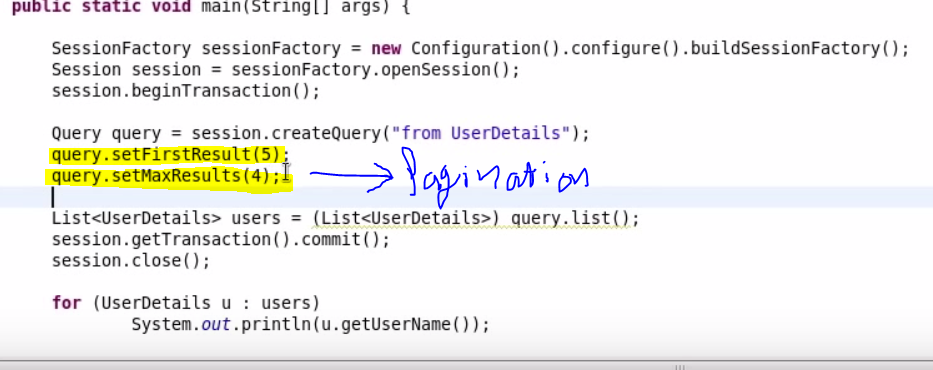 public static void main(String[] args) {
SessionFactory sessionFactory = new Configuration().configure().buildSessionFactory();
Session session = sessionFactory.openSession();
session.beginTransaction();
Query query = session.createQuery("from UserDetails");
query.setFirstResult(5);
query.setMaxResults(4); Pagination
List<UserDetails> users = (List<UserDetails>) query.list();
session.getTransaction().commit();
session.close();
for (UserDetails u : users)
System.out.println(u.getUserName());